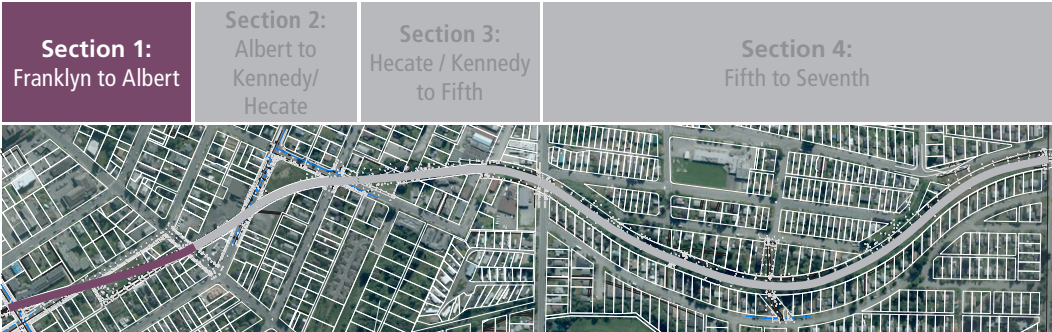 Section 1:
Franklyn to Albert
Section 2:
Albert to
Kennedy/
Hecate
Section 3:
Hecate / Kennedy
to Fifth
Section 4:
Fifth to Seventh